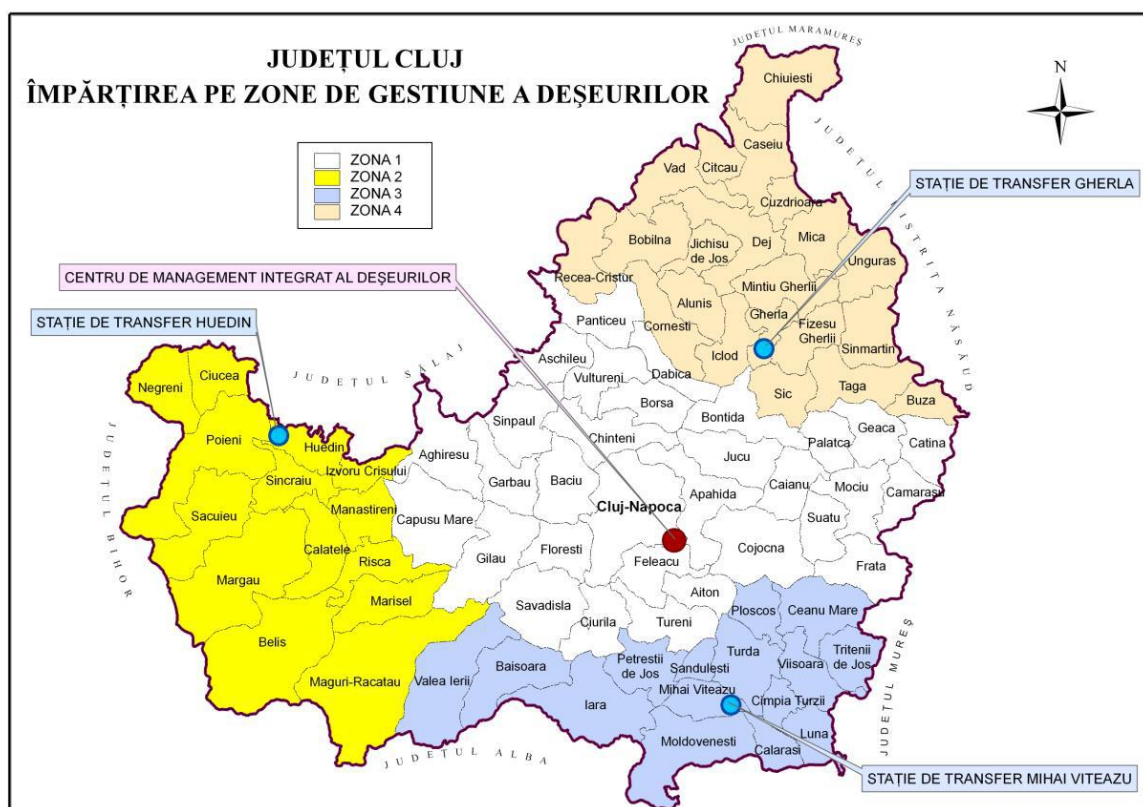 JUDEȚUL CLUJ
ÎMPĂRȚIREA PE ZONE DE GESTIUNE A DEȘEURILOR
JUDEȚUL MARAMUREȘ
N
ZONA 1
ZONA 2
ZONA 3
ZONA 4
STAȚIE DE TRANSFER GHERLA
CENTRU DE MANAGEMENT INTEGRAT AL DEȘEURILOR
STAȚIE DE TRANSFER HUEDIN
JUDEȚUL BISTRITA NĂSĂUD
JUDEȚUL SĂLAJ
JUDEȚUL BIHOR
Chiuiesti
Caseiu
Vad
Citcau
Cuzdrioara
Bobilna
Jichisu
de Jos
Dej
Mica
Unguras
Recea-Cristur
Mintiu Gherlii
Alunis
Gherla
Fizesu
Gherlii
Cornesti
Panticeu
Iclod
Sinmartin
Aschileu
Dabica
Vultureni
Sic
Taga
Buza
Borsa
Bontida
Sinpaul
Geaca
Chinteni
Palatca
Catina
Negreni
Ciucea
Poieni
Huedin
Izvoru Crisului
Aghiresu
Jucu
Sincraiu
Garbau
Baciu
Caianu
Mociu
Camarasu
Apahida
Sacuieu
Manastireni
Capusu Mare
Cluj-Napoca
Suatu
Calatele
Floresti
Gilau
Feleacu
Cojocna
Frata
Risca
Margau
Marisel
Aiton
Savadisla
Ciurila
Tureni
Ploscos
Ceanu Mare
Belis
Petrestii
de Jos
Sandulesti
Turda
Viisoara
Tritenii
de Jos
Maguri-Racatau
Valea Ierii
Baisoara
Iara
Mihai Viteazu
Cimpia Turzii
Moldovenesti
Calarasi
Luna
JUDEȚUL MUREȘ
JUDEȚUL ALBA
STAȚIE DE TRANSFER MIHAI VITEAZU